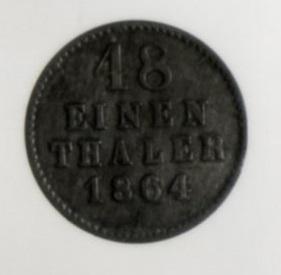 48
EINEN
THALER
1864
A